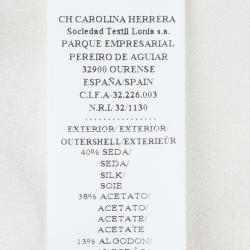 CH CAROLINA HERRERA
Sociedad Textil Lonia s.a.
PARQUE EMPRESARIAL
PEREIRO DE AGUIAR
32900 OURENSE
ESPAÑA/SPAIN
C.I.F.A-32.226.003
N.R.I. 32/1130
...............
EXTERIOR/ EXTERIOR/
OUTERSHELL/EXTERIEÚR
40% SEDA/
SEDA/
SILK/
SOIE
38% ACETATO/
ACETATO/
ACETATE/
ACETATE
13% ALGODON/